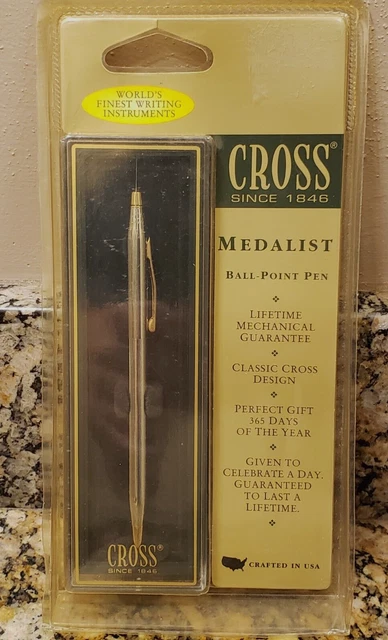 WORLD'S
FINEST WRITING
INSTRUMENTS
CROSS®
SINCE 1846
MEDALIST
BALL-POINT PEN
LIFETIME
MECHANICAL
GUARANTEE
CLASSIC CROSS
DESIGN
PERFECT GIFT
365 DAYS
OF THE YEAR
GIVEN TO
CELEBRATE A DAY.
GUARANTEED
TO LAST A
LIFETIME.
CRAFTED IN USA
CROSS®
SINCE 1846